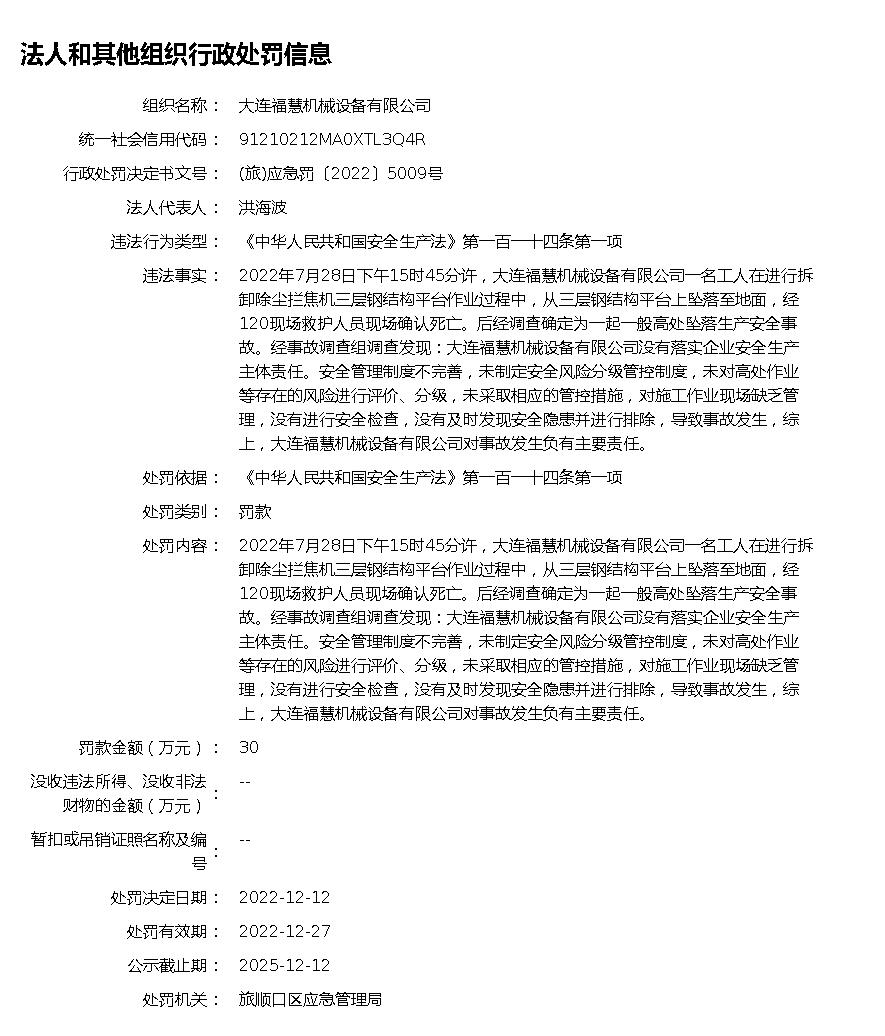 法人和其他组织行政处罚信息
组织名称： 大连福慧机械设备有限公司
统一社会信用代码： 91210212MA0XTL3Q4R
行政处罚决定书文号： (旅)应急罚〔2022〕5009号
法人代表人： 洪海波
违法行为类型： 《中华人民共和国安全生产法》第一百一十四条第一项
违法事实： 2022年7月28日下午15时45分许，大连福慧机械设备有限公司一名工人在进行拆
卸除尘拦焦机三层钢结构平台作业过程中，从三层钢结构平台上坠落至地面，经
120现场救护人员现场确认死亡。后经调查确定为一起一般高处坠落生产安全事
故。经事故调查组调查发现：大连福慧机械设备有限公司没有落实企业安全生产
主体责任。安全管理制度不完善，未制定安全风险分级管控制度，未对高处作业
等存在的风险进行评价、分级，未采取相应的管控措施，对施工作业现场缺乏管
理，没有进行安全检查，没有及时发现安全隐患并进行排除，导致事故发生，综
上，大连福慧机械设备有限公司对事故发生负有主要责任。
处罚依据： 《中华人民共和国安全生产法》第一百一十四条第一项
处罚类别： 罚款
处罚内容： 2022年7月28日下午15时45分许，大连福慧机械设备有限公司一名工人在进行拆
卸除尘拦焦机三层钢结构平台作业过程中，从三层钢结构平台上坠落至地面，经
120现场救护人员现场确认死亡。后经调查确定为一起一般高处坠落生产安全事
故。经事故调查组调查发现：大连福慧机械设备有限公司没有落实企业安全生产
主体责任。安全管理制度不完善，未制定安全风险分级管控制度，未对高处作业
等存在的风险进行评价、分级，未采取相应的管控措施，对施工作业现场缺乏管
理，没有进行安全检查，没有及时发现安全隐患并进行排除，导致事故发生，综
上，大连福慧机械设备有限公司对事故发生负有主要责任。
罚款金额（万元）： 30
没收违法所得、没收非法
财物的金额（万元）： --
暂扣或吊销证照名称及编
号： --
处罚决定日期： 2022-12-12
处罚有效期： 2022-12-27
公示截止期： 2025-12-12
处罚机关： 旅顺口区应急管理局